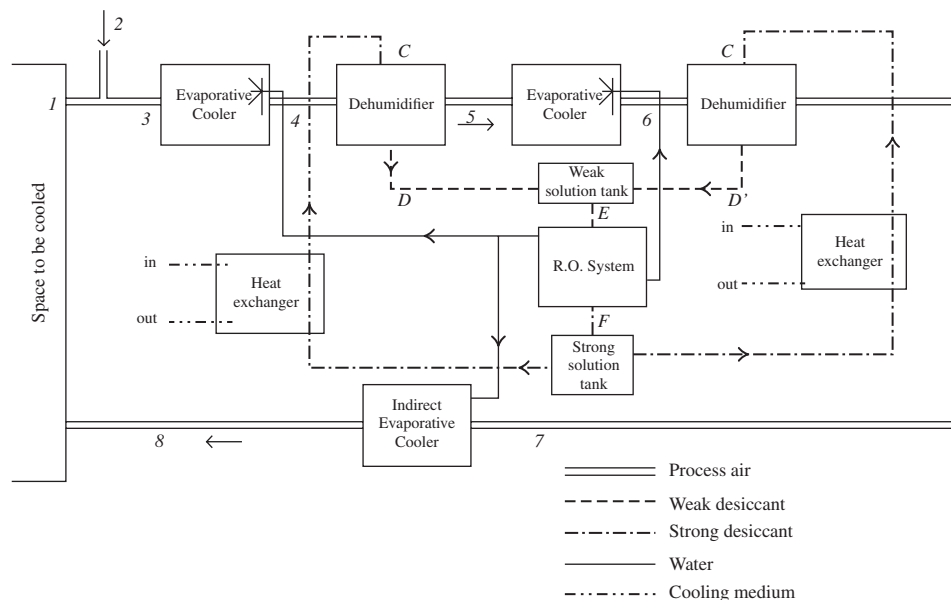 2
C
C
1
Evaporative
Cooler
3
4
Dehumidifier
5
Evaporative
Cooler
6
Dehumidifier
Weak
solution tank
D
D'
E
Space to be cooled
in
Heat
exchanger
out
R.O. System
in
Heat
exchanger
out
F
Strong
solution
tank
Indirect
Evaporative
Cooler
8
7
Process air
Weak desiccant
Strong desiccant
Water
Cooling medium